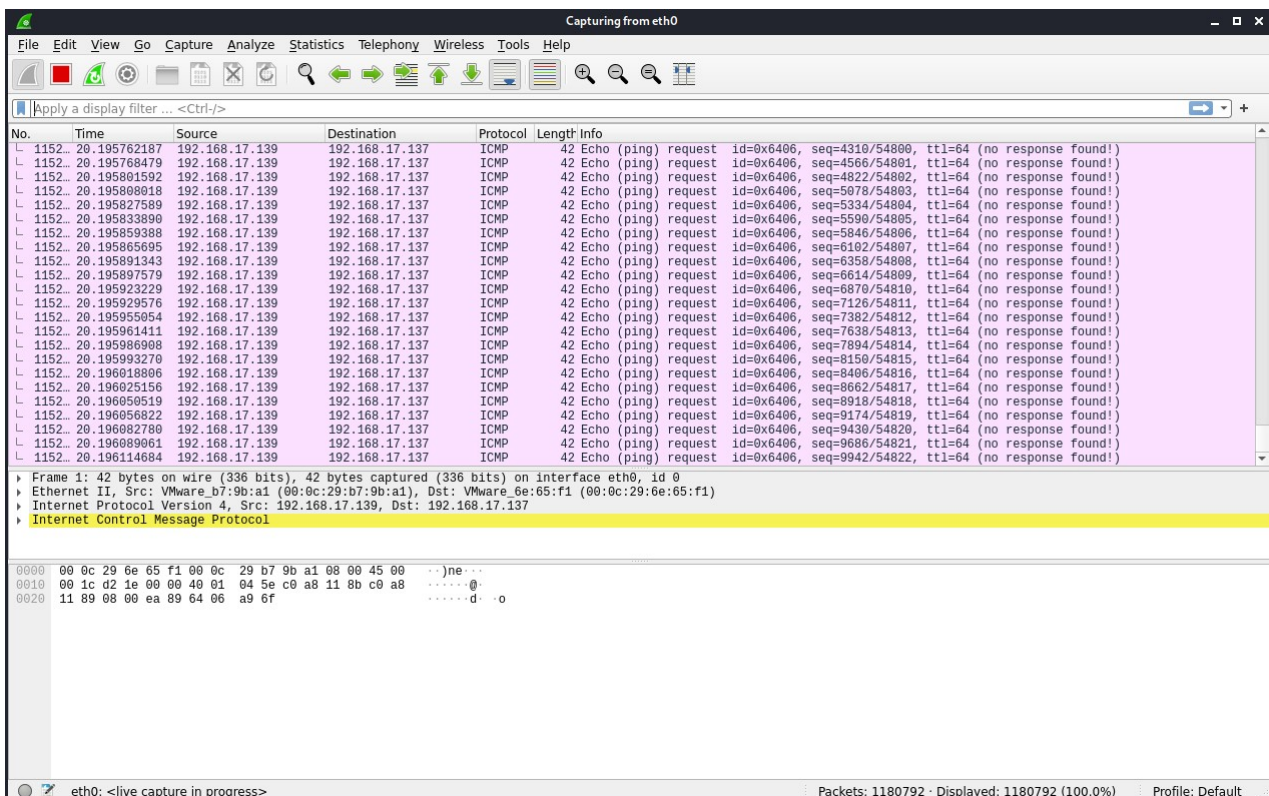 Capturing from eth0
File Edit View Go Capture Analyze Statistics Telephony Wireless Tools Help
Apply a display filter ... <Ctrl-/>
No. Time Source Destination Protocol Length Info
1152… 20.195762187 192.168.17.139 192.168.17.137 ICMP 42 Echo (ping) request id=0x6406, seq=4310/54800, ttl=64 (no response found!)
1152… 20.195768479 192.168.17.139 192.168.17.137 ICMP 42 Echo (ping) request id=0x6406, seq=4566/54801, ttl=64 (no response found!)
1152… 20.195801592 192.168.17.139 192.168.17.137 ICMP 42 Echo (ping) request id=0x6406, seq=4822/54802, ttl=64 (no response found!)
1152… 20.195808018 192.168.17.139 192.168.17.137 ICMP 42 Echo (ping) request id=0x6406, seq=5078/54803, ttl=64 (no response found!)
1152… 20.195827589 192.168.17.139 192.168.17.137 ICMP 42 Echo (ping) request id=0x6406, seq=5334/54804, ttl=64 (no response found!)
1152… 20.195833890 192.168.17.139 192.168.17.137 ICMP 42 Echo (ping) request id=0x6406, seq=5590/54805, ttl=64 (no response found!)
1152… 20.195859388 192.168.17.139 192.168.17.137 ICMP 42 Echo (ping) request id=0x6406, seq=5846/54806, ttl=64 (no response found!)
1152… 20.195865695 192.168.17.139 192.168.17.137 ICMP 42 Echo (ping) request id=0x6406, seq=6102/54807, ttl=64 (no response found!)
1152… 20.195891343 192.168.17.139 192.168.17.137 ICMP 42 Echo (ping) request id=0x6406, seq=6358/54808, ttl=64 (no response found!)
1152… 20.195897579 192.168.17.139 192.168.17.137 ICMP 42 Echo (ping) request id=0x6406, seq=6614/54809, ttl=64 (no response found!)
1152… 20.195923229 192.168.17.139 192.168.17.137 ICMP 42 Echo (ping) request id=0x6406, seq=6870/54810, ttl=64 (no response found!)
1152… 20.195929576 192.168.17.139 192.168.17.137 ICMP 42 Echo (ping) request id=0x6406, seq=7126/54811, ttl=64 (no response found!)
1152… 20.195955054 192.168.17.139 192.168.17.137 ICMP 42 Echo (ping) request id=0x6406, seq=7382/54812, ttl=64 (no response found!)
1152… 20.195961411 192.168.17.139 192.168.17.137 ICMP 42 Echo (ping) request id=0x6406, seq=7638/54813, ttl=64 (no response found!)
1152… 20.195986908 192.168.17.139 192.168.17.137 ICMP 42 Echo (ping) request id=0x6406, seq=7894/54814, ttl=64 (no response found!)
1152… 20.195993270 192.168.17.139 192.168.17.137 ICMP 42 Echo (ping) request id=0x6406, seq=8150/54815, ttl=64 (no response found!)
1152… 20.196018806 192.168.17.139 192.168.17.137 ICMP 42 Echo (ping) request id=0x6406, seq=8406/54816, ttl=64 (no response found!)
1152… 20.196025156 192.168.17.139 192.168.17.137 ICMP 42 Echo (ping) request id=0x6406, seq=8662/54817, ttl=64 (no response found!)
1152… 20.196050519 192.168.17.139 192.168.17.137 ICMP 42 Echo (ping) request id=0x6406, seq=8918/54818, ttl=64 (no response found!)
1152… 20.196056822 192.168.17.139 192.168.17.137 ICMP 42 Echo (ping) request id=0x6406, seq=9174/54819, ttl=64 (no response found!)
1152… 20.196082780 192.168.17.139 192.168.17.137 ICMP 42 Echo (ping) request id=0x6406, seq=9430/54820, ttl=64 (no response found!)
1152… 20.196089061 192.168.17.139 192.168.17.137 ICMP 42 Echo (ping) request id=0x6406, seq=9686/54821, ttl=64 (no response found!)
1152… 20.196114684 192.168.17.139 192.168.17.137 ICMP 42 Echo (ping) request id=0x6406, seq=9942/54822, ttl=64 (no response found!)
Frame 1: 42 bytes on wire (336 bits), 42 bytes captured (336 bits) on interface eth0, id 0
Ethernet II, Src: VMware_b7:9b:a1 (00:0c:29:b7:9b:a1), Dst: VMware_6e:65:f1 (00:0c:29:6e:65:f1)
Internet Protocol Version 4, Src: 192.168.17.139, Dst: 192.168.17.137
Internet Control Message Protocol
0000 00 0c 29 6e 65 f1 00 0c 29 b7 9b a1 08 00 45 00 ··)ne···
0010 00 1c d2 1e 00 00 40 01 04 5e c0 a8 11 8b c0 a8 ······@·
0020 11 89 08 00 ea 89 64 06 a9 6f ······d· ·o
eth0: <live capture in progress> Packets: 1180792 · Displayed: 1180792 (100.0%) Profile: Default